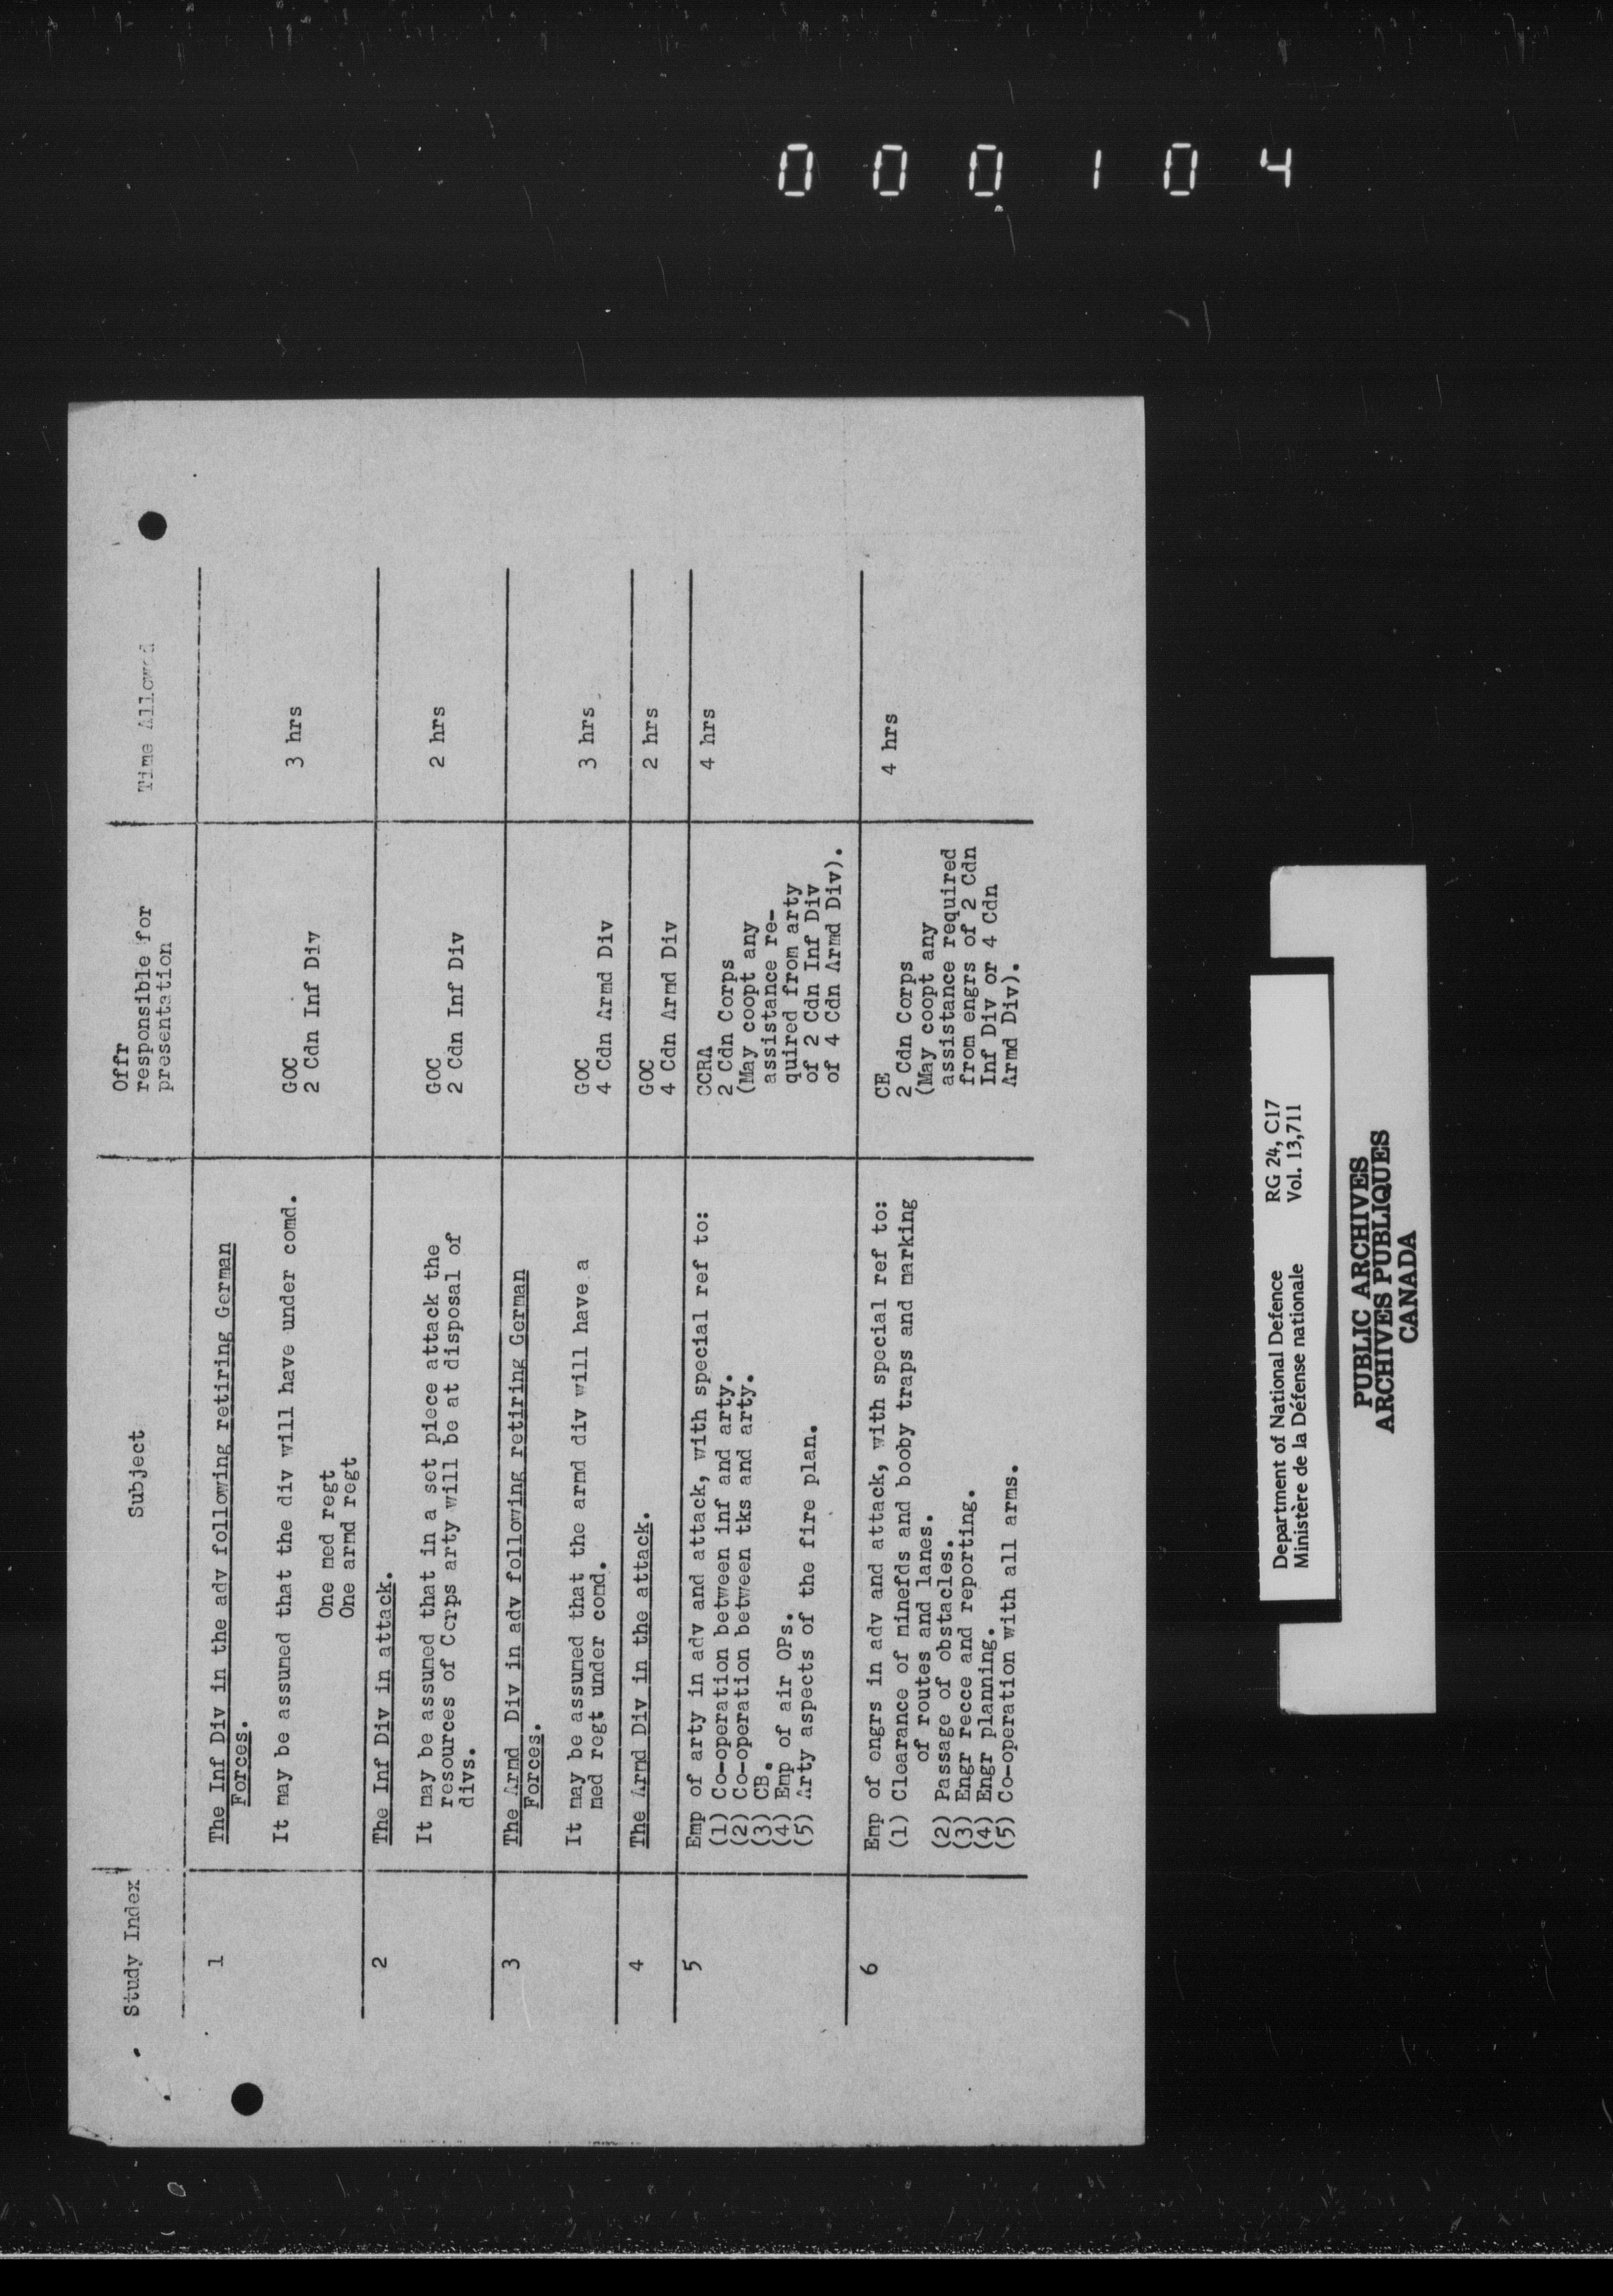 000104
Study Index
Subject
Offr
responsible for
presentation
Time Allowed
1
The Inf Div in the adv following retiring German
Forces.
It may be assumed that the div will have under comd.
One med regt
One armd regt
GOC
2 Cdn Inf Div
3 hrs
2
The Inf Div in attack.
It may be assumed that in a set piece attack the
resources of Corps arty will be at disposal of
divs.
GOC
2 Cdn Inf Div
2 hrs
3
The Armd Div in adv following retiring German
Forces.
It may be assumed that the armd div will have a
med regt under comd.
GOC
4 Cdn Armd Div
3 hrs
4
The Armd Div in the attack.
GOC
4 Cdn Armd Div
2 hrs
5
Emp of arty in adv and attack, with special ref to:
(1) Co-operation between inf and arty.
(2) Co-operation between tks and arty.
(3) CB.
(4) Emp of air OPs.
(5) Arty aspects of the fire plan.
CCRA
2 Cdn Corps
(May coopt any
assistance re-
quired from arty
of 2 Cdn Inf Div
of 4 Cdn Armd Div).
4 hrs
6
Emp of engrs in adv and attack, with special ref to:
(1) Clearance of minefds and booby traps and marking
of routes and lanes.
(2) Passage of obstacles.
(3) Engr recce and reporting.
(4) Engr planning.
(5) Co-operation with all arms.
CE
2 Cdn Corps
(May coopt any
assistance required
from engrs of 2 Cdn
Inf Div or 4 Cdn
Armd Div).
4 hrs
Department of National Defence RG 24, C17
Ministère de la Défense nationale Vol. 13,711
PUBLIC ARCHIVES
ARCHIVES PUBLIQUES
CANADA